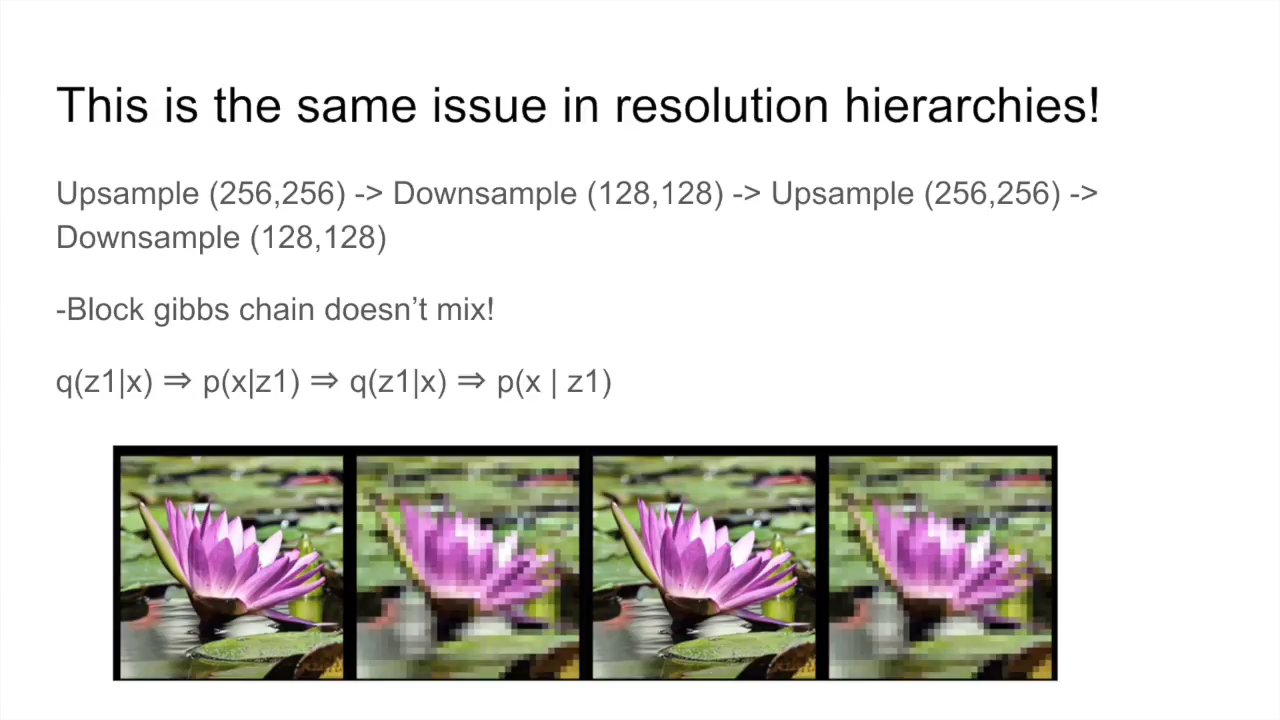 This is the same issue in resolution hierarchies!
Upsample (256,256) -> Downsample (128,128) -> Upsample (256,256) ->
Downsample (128,128)
-Block gibbs chain doesn’t mix!
q(z1|x) ⇒ p(x|z1) ⇒ q(z1|x) ⇒ p(x | z1)